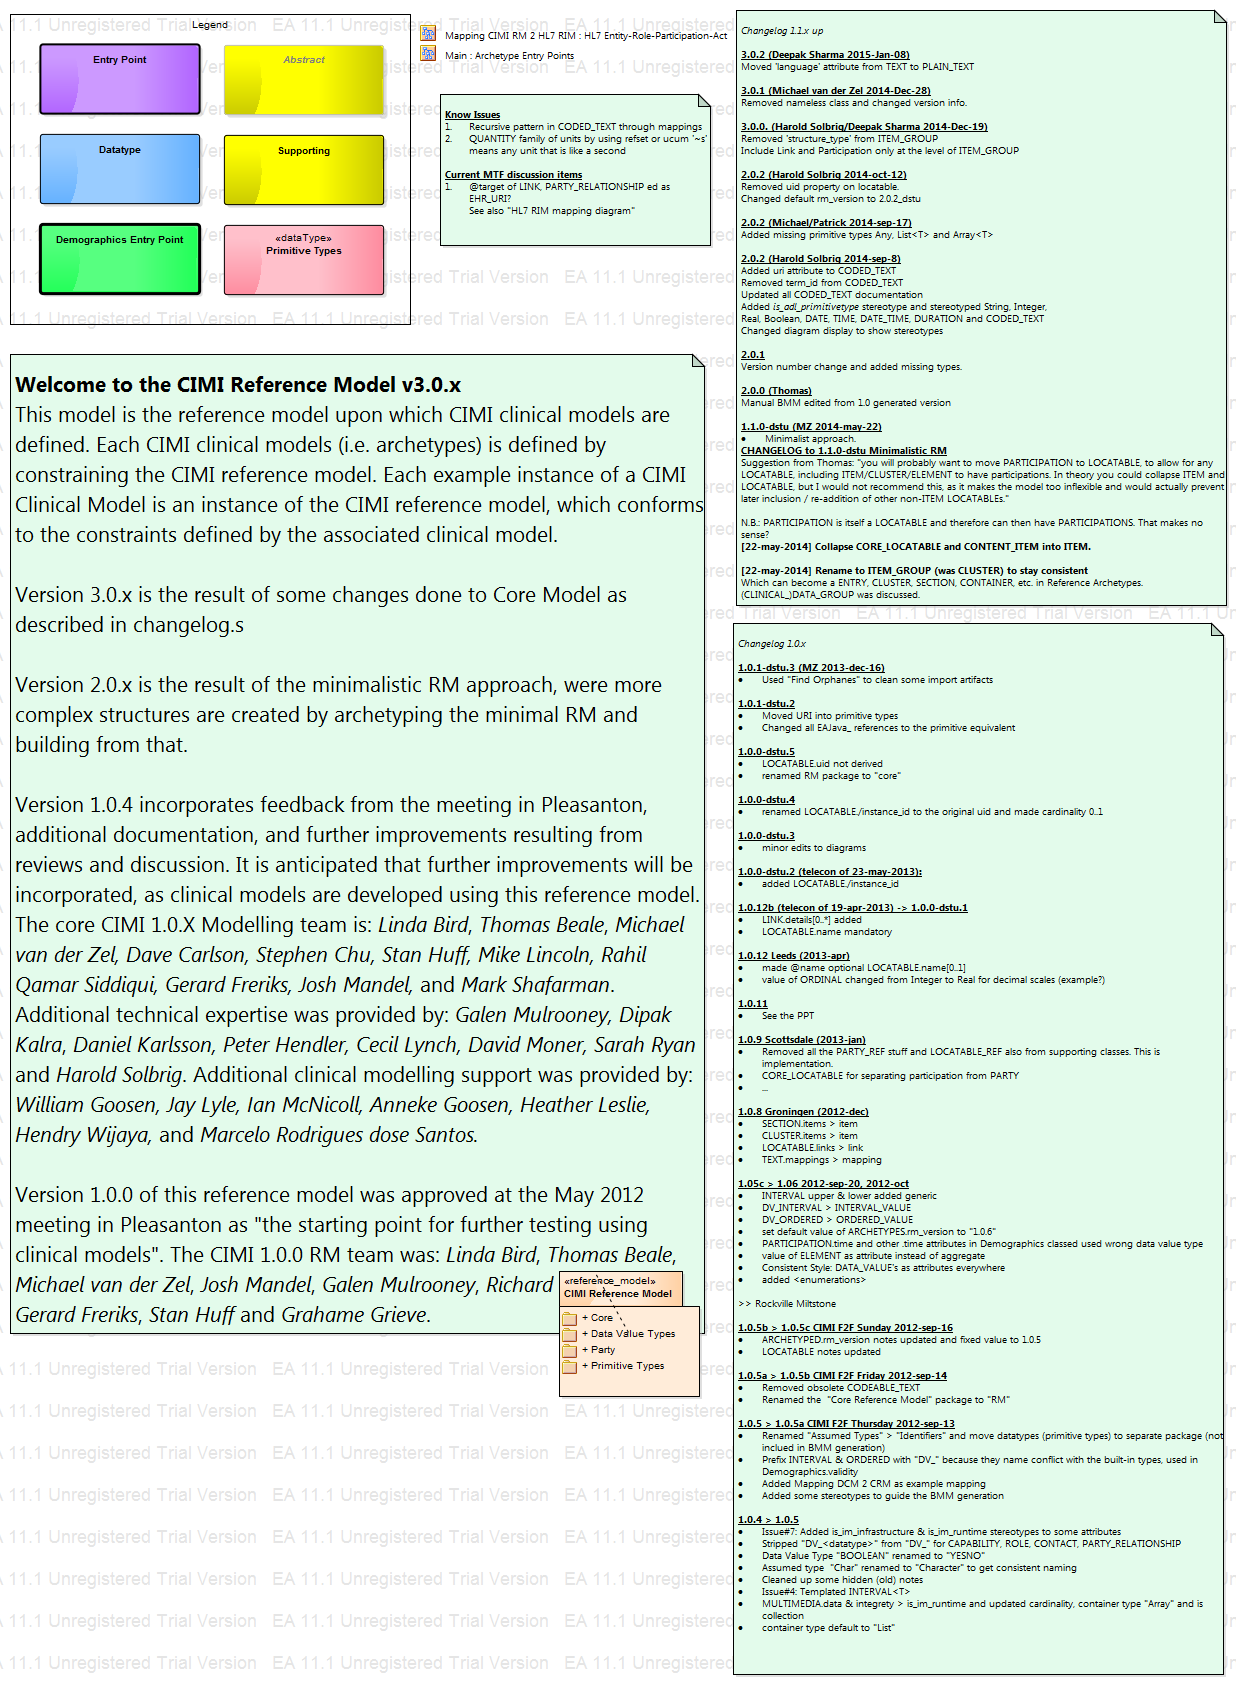 Legend
Entry Point
Abstract
Datatype
Supporting
Demographics Entry Point
«dataType»
Primitive Types
Mapping CIMI RM 2 HL7 RIM : HL7 Entity-Role-Participation-Act
Main : Archetype Entry Points
Know Issues
1. Recursive pattern in CODED_TEXT through mappings
2. QUANTITY family of units by using refset or ucum '~s'
means any unit that is like a second
Current MTF discussion items
1. @target of LINK, PARTY_RELATIONSHIP ed as
EHR_URI?
See also "HL7 RIM mapping diagram"
Welcome to the CIMI Reference Model v3.0.x
This model is the reference model upon which CIMI clinical models are
defined. Each CIMI clinical models (i.e. archetypes) is defined by
constraining the CIMI reference model. Each example instance of a CIMI
Clinical Model is an instance of the CIMI reference model, which conforms
to the constraints defined by the associated clinical model.
Version 3.0.x is the result of some changes done to Core Model as
described in changelog.s
Version 2.0.x is the result of the minimalistic RM approach, were more
complex structures are created by archetyping the minimal RM and
building from that.
Version 1.0.4 incorporates feedback from the meeting in Pleasanton,
additional documentation, and further improvements resulting from
reviews and discussion. It is anticipated that further improvements will be
incorporated, as clinical models are developed using this reference model.
The core CIMI 1.0.X Modelling team is: Linda Bird, Thomas Beale, Michael
van der Zel, Dave Carlson, Stephen Chu, Stan Huff, Mike Lincoln, Rahil
Qamar Siddiqui, Gerard Freriks, Josh Mandel, and Mark Shafarman.
Additional technical expertise was provided by: Galen Mulrooney, Dipak
Kalra, Daniel Karlsson, Peter Hendler, Cecil Lynch, David Moner, Sarah Ryan
and Harold Solbrig. Additional clinical modelling support was provided by:
William Goosen, Jay Lyle, Ian McNicoll, Anneke Goosen, Heather Leslie,
Hendry Wijaya, and Marcelo Rodrigues dose Santos.
Version 1.0.0 of this reference model was approved at the May 2012
meeting in Pleasanton as "the starting point for further testing using
clinical models". The CIMI 1.0.0 RM team was: Linda Bird, Thomas Beale,
Michael van der Zel, Josh Mandel, Galen Mulrooney, Richard
Gerard Freriks, Stan Huff and Grahame Grieve.
«reference_model»
CIMI Reference Model
+ Core
+ Data Value Types
+ Party
+ Primitive Types
Changelog 1.1.x up
3.0.2 (Deepak Sharma 2015-Jan-08)
Moved 'language' attribute from TEXT to PLAIN_TEXT
3.0.1 (Michael van der Zel 2014-Dec-28)
Removed nameless class and changed version info.
3.0.0. (Harold Solbrig/Deepak Sharma 2014-Dec-19)
Removed 'structure_type' from ITEM_GROUP
Include Link and Participation only at the level of ITEM_GROUP
2.0.2 (Harold Solbrig 2014-oct-12)
Removed uid property on locatable.
Changed default rm_version to 2.0.2_dstu
2.0.2 (Michael/Patrick 2014-sep-17)
Added missing primitive types Any, List<T> and Array<T>
2.0.2 (Harold Solbrig 2014-sep-8)
Added uri attribute to CODED_TEXT
Removed term_id from CODED_TEXT
Updated all CODED_TEXT documentation
Added is_adl_primitivetype stereotype and stereotyped String, Integer,
Real, Boolean, DATE, TIME, DATE_TIME, DURATION and CODED_TEXT
Changed diagram display to show stereotypes
2.0.1
Version number change and added missing types.
2.0.0 (Thomas)
Manual BMM edited from 1.0 generated version
1.1.0-dstu (MZ 2014-may-22)
• Minimalist approach.
CHANGELOG to 1.1.0-dstu Minimalistic RM
Suggestion from Thomas: "you will probably want to move PARTICIPATION to LOCATABLE, to allow for any
LOCATABLE, including ITEM/CLUSTER/ELEMENT to have participations. In theory you could collapse ITEM and
LOCATABLE, but I would not recommend this, as it makes the model too inflexible and would actually prevent
later inclusion / re-addition of other non-ITEM LOCATABLEs."
N.B.: PARTICIPATION is itself a LOCATABLE and therefore can then have PARTICIPATIONS. That makes no
sense?
[22-may-2014] Collapse CORE_LOCATABLE and CONTENT_ITEM into ITEM.
[22-may-2014] Rename to ITEM_GROUP (was CLUSTER) to stay consistent
Which can become a ENTRY, CLUSTER, SECTION, CONTAINER, etc. in Reference Archetypes.
(CLINICAL_)DATA_GROUP was discussed.
Changelog 1.0.x
1.0.1-dstu.3 (MZ 2013-dec-16)
• Used "Find Orphanes" to clean some import artifacts
1.0.1-dstu.2
• Moved URI into primitive types
• Changed all EAJava_ references to the primitive equivalent
1.0.0-dstu.5
• LOCATABLE.uid not derived
• renamed RM package to "core"
1.0.0-dstu.4
• renamed LOCATABLE./instance_id to the original uid and made cardinality 0..1
1.0.0-dstu.3
• minor edits to diagrams
1.0.0-dstu.2 (telecon of 23-may-2013):
• added LOCATABLE./instance_id
1.0.12b (telecon of 19-apr-2013) -> 1.0.0-dstu.1
• LINK.details[0..*] added
• LOCATABLE.name mandatory
1.0.12 Leeds (2013-apr)
• made @name optional LOCATABLE.name[0..1]
• value of ORDINAL changed from Integer to Real for decimal scales (example?)
1.0.11
• See the PPT
1.0.9 Scottsdale (2013-jan)
• Removed all the PARTY_REF stuff and LOCATABLE_REF also from supporting classes. This is
implementation.
• CORE_LOCATABLE for separating participation from PARTY
• ...
1.0.8 Groningen (2012-dec)
• SECTION.items > item
• CLUSTER.items > item
• LOCATABLE.links > link
• TEXT.mappings > mapping
1.05c > 1.06 2012-sep-20, 2012-oct
• INTERVAL upper & lower added generic
• DV_INTERVAL > INTERVAL_VALUE
• DV_ORDERED > ORDERED_VALUE
• set default value of ARCHETYPES.rm_version to "1.0.6"
• PARTICIPATION.time and other .time attributes in Demographics classed used wrong data value type
• value of ELEMENT as attribute instead of aggregate
• Consistent Style: DATA_VALUE's as attributes everywhere
• added <enumerations>
>> Rockville Miltstone
1.0.5b > 1.0.5c CIMI F2F Sunday 2012-sep-16
• ARCHETYPED.rm_version notes updated and fixed value to 1.0.5
• LOCATABLE notes updated
1.0.5a > 1.0.5b CIMI F2F Friday 2012-sep-14
• Removed obsolete CODEABLE_TEXT
• Renamed the "Core Reference Model" package to "RM"
1.0.5 > 1.0.5a CIMI F2F Thursday 2012-sep-13
• Renamed "Assumed Types" > "Identifiers" and move datatypes (primitive types) to separate package (not
inclued in BMM generation)
• Prefix INTERVAL & ORDERED with "DV_" because they name conflict with the built-in types, used in
Demographics.validity
• Added Mapping DCM 2 CRM as example mapping
• Added some stereotypes to guide the BMM generation
1.0.4 > 1.0.5
• Issue#7: Added is_im_infrastructure & is_im_runtime stereotypes to some attributes
• Stripped "DV_<datatype>" from "DV_" for CAPABILITY, ROLE, CONTACT, PARTY_RELATIONSHIP
• Data Value Type "BOOLEAN" renamed to "YESNO"
• Assumed type "Char" renamed to "Character" to get consistent naming
• Cleaned up some hidden (old) notes
• Issue#4: Templated INTERVAL<T>
• MULTIMEDIA.data & integrety > is_im_runtime and updated cardinality, container type "Array" and is
collection
• container type default to "List"